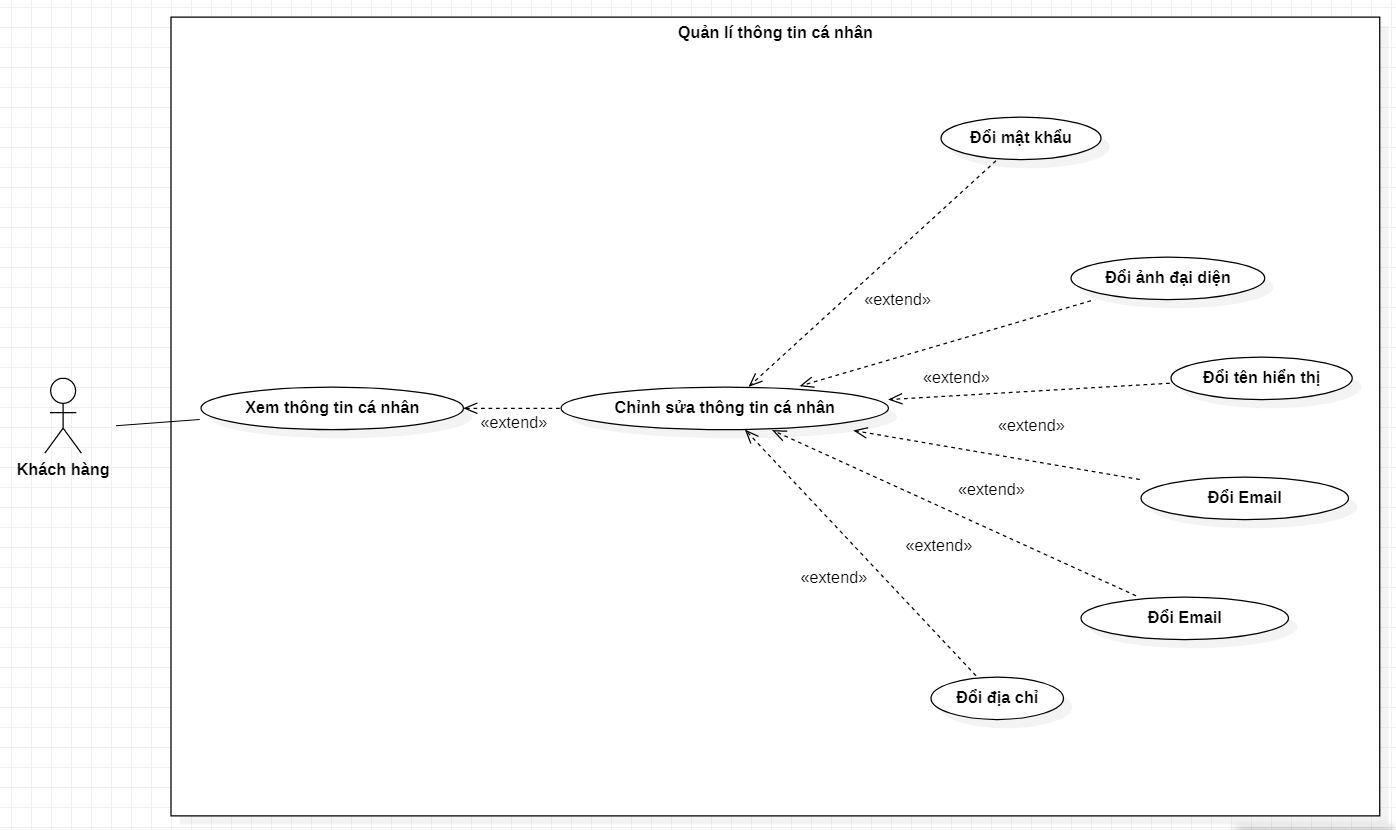 Quản lí thông tin cá nhân
Đổi mật khẩu
Đổi ảnh đại diện
«extend»
Đổi tên hiển thị
«extend»
Khách hàng
Xem thông tin cá nhân
«extend»
Chỉnh sửa thông tin cá nhân
«extend»
Đổi Email
«extend»
«extend»
«extend»
Đổi Email
Đổi địa chỉ